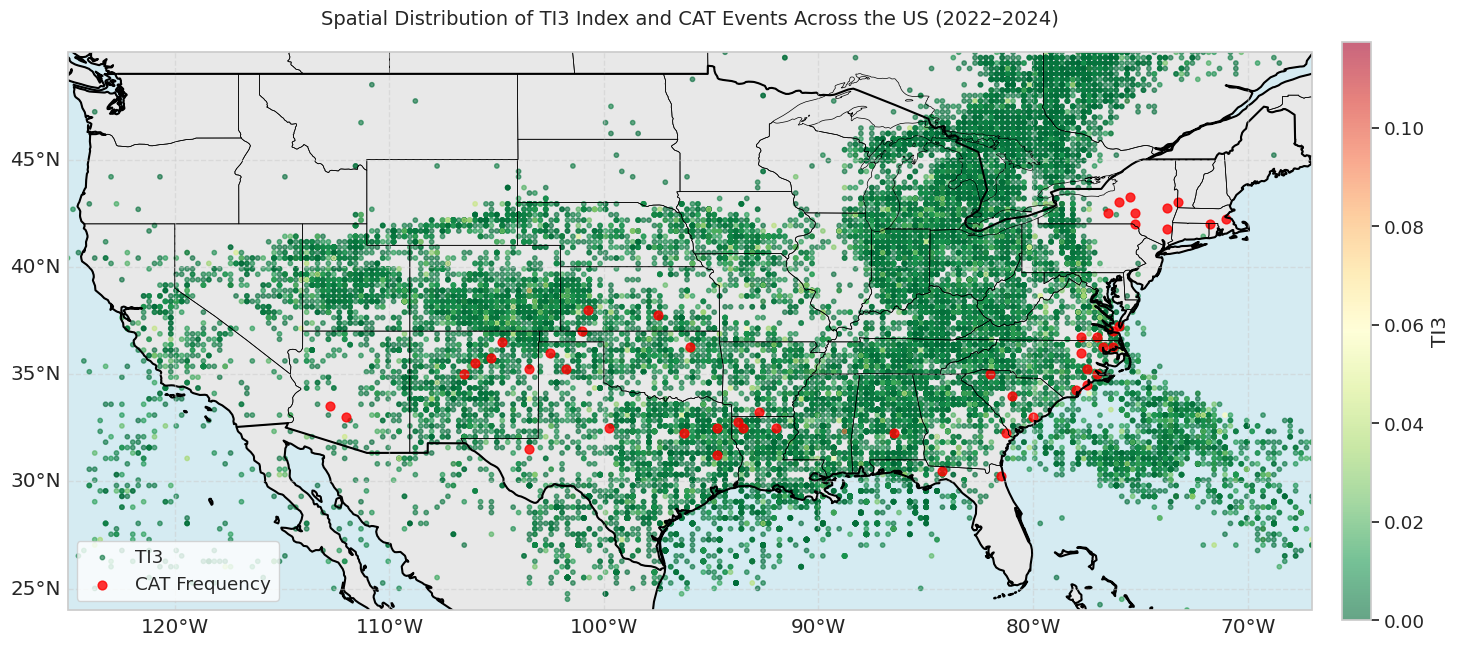 Spatial Distribution of TI3 Index and CAT Events Across the US (2022–2024)
45°N
40°N
35°N
30°N
25°N
120°W
110°W
100°W
90°W
80°W
70°W
TI3
CAT Frequency
0.10
0.08
0.06
0.04
0.02
0.00
TI3